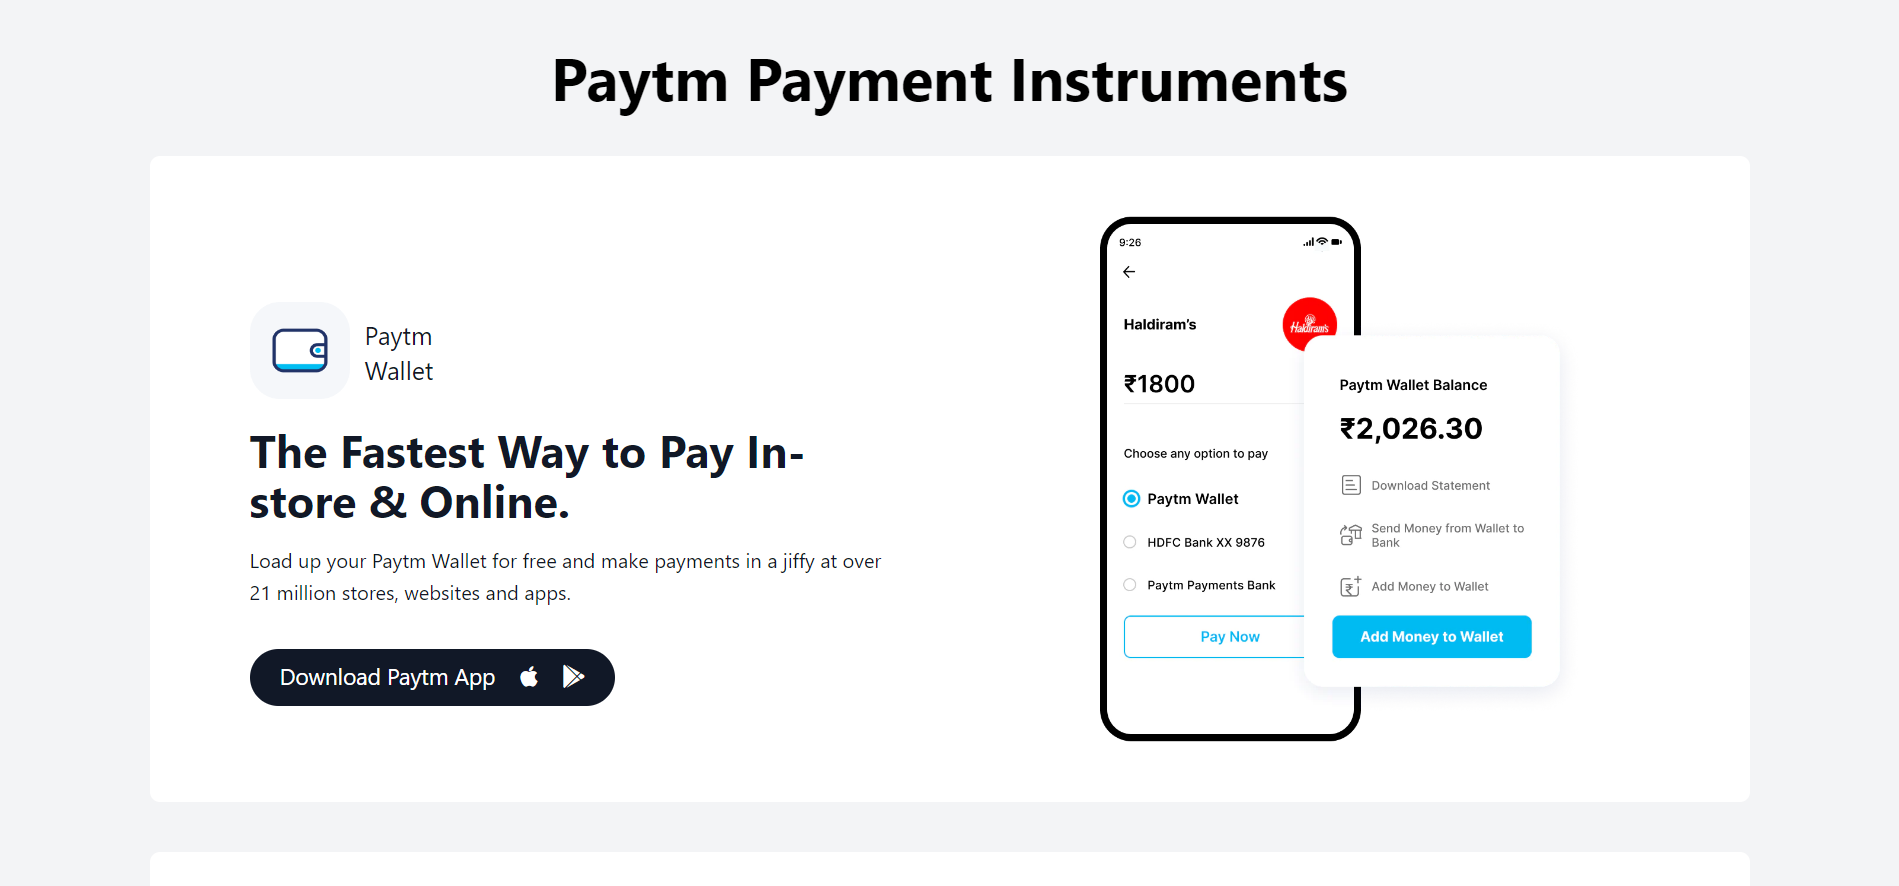 Paytm Payment Instruments
Paytm
Wallet
The Fastest Way to Pay In-
store & Online.
Load up your Paytm Wallet for free and make payments in a jiffy at over
21 million stores, websites and apps.
Download Paytm App
9:26
Haldiram's
Haldiram's
₹1800
Choose any option to pay
Paytm Wallet
HDFC Bank XX 9876
Paytm Payments Bank
Pay Now
Paytm Wallet Balance
₹2,026.30
Download Statement
Send Money from Wallet to
Bank
Add Money to Wallet
Add Money to Wallet